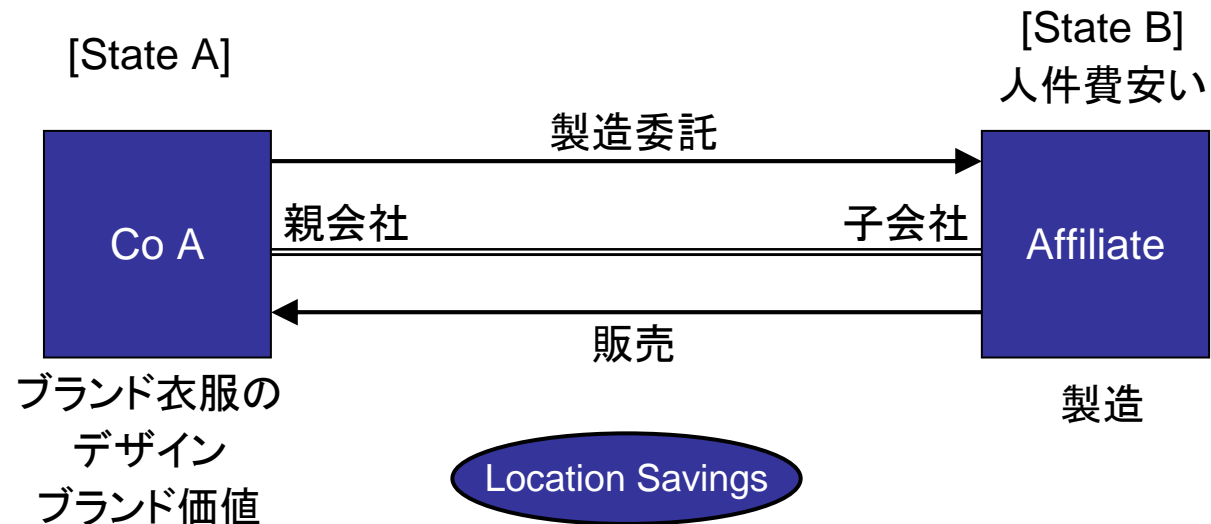 [State A]
[State B]
人件費安い
製造委託
Co A
親会社
子会社
Affiliate
販売
ブランド衣服の
デザイン
ブランド価値
製造
Location Savings